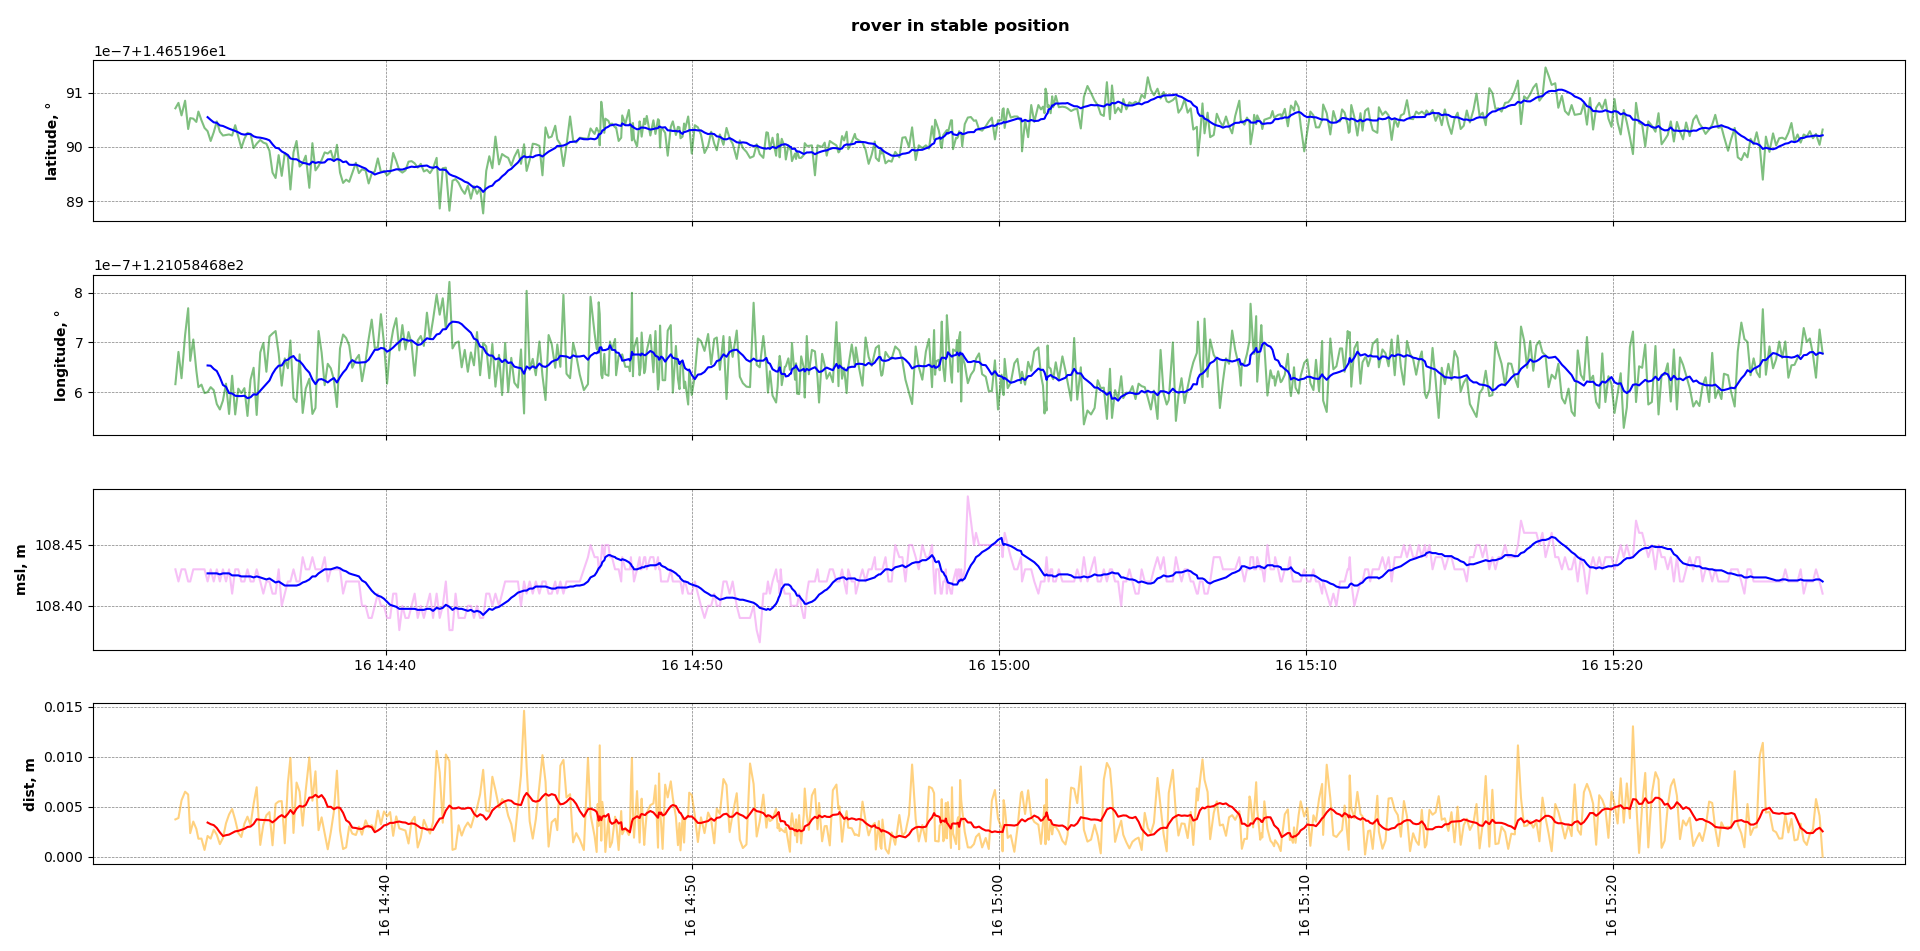 rover in stable position
1e−7+1.465196e1
91
90
89
latitude, °
1e−7+1.21058468e2
8
7
6
longitude, °
108.45
108.40
msl, m
16 14:40 16 14:50 16 15:00 16 15:10 16 15:20
0.015
0.010
0.005
0.000
dist, m
16 14:40 16 14:50 16 15:00 16 15:10 16 15:20